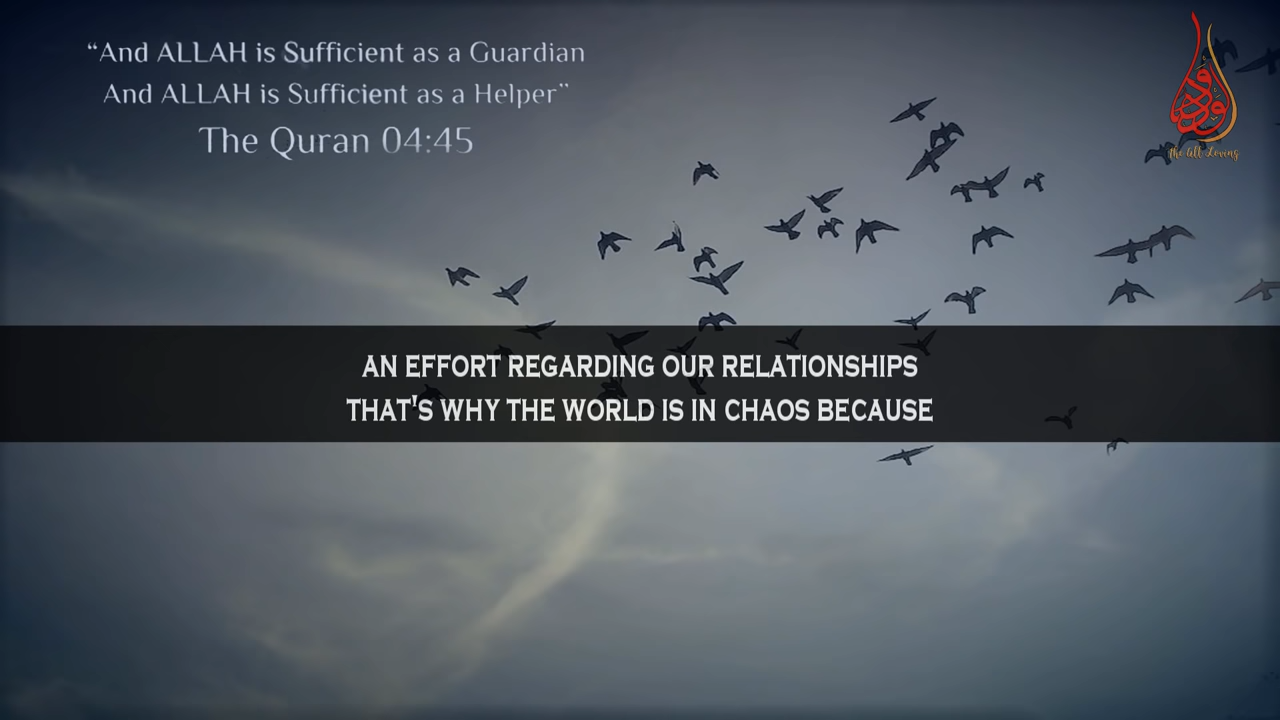 “And ALLAH is Sufficient as a Guardian
And ALLAH is Sufficient as a Helper”
The Quran 04:45
الودود
the All Loving
AN EFFORT REGARDING OUR RELATIONSHIPS
THAT'S WHY THE WORLD IS IN CHAOS BECAUSE